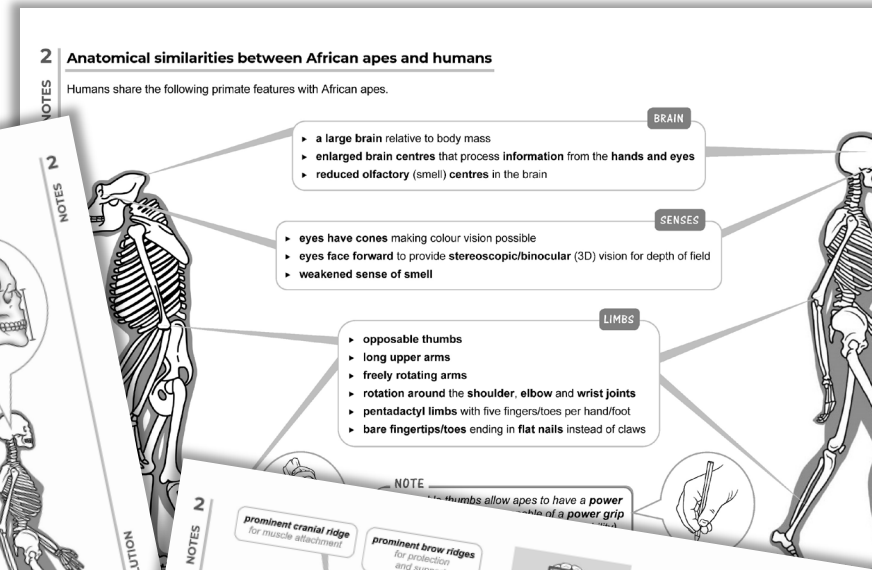 2
NOTES
Anatomical similarities between African apes and humans
Humans share the following primate features with African apes.
BRAIN
▸ a large brain relative to body mass
▸ enlarged brain centres that process information from the hands and eyes
▸ reduced olfactory (smell) centres in the brain
SENSES
▸ eyes have cones making colour vision possible
▸ eyes face forward to provide stereoscopic/binocular (3D) vision for depth of field
▸ weakened sense of smell
LIMBS
▸ opposable thumbs
▸ long upper arms
▸ freely rotating arms
▸ rotation around the shoulder, elbow and wrist joints
▸ pentadactyl limbs with five fingers/toes per hand/foot
▸ bare fingertips/toes ending in flat nails instead of claws
NOTE
thumbs allow apes to have a power
of a power grip
2
NOTES
LUTION
2
NOTES
prominent cranial ridge
for muscle attachment
prominent brow ridges
for protection
and